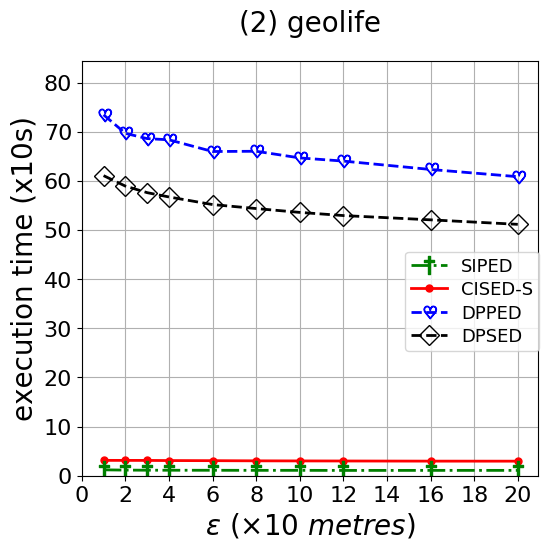 (2) geolife
execution time (x10s)
80
70
60
50
40
30
20
10
0
SIPED
CISED-S
DPPED
DPSED
0 2 4 6 8 10 12 14 16 18 20
ε (×10 metres)